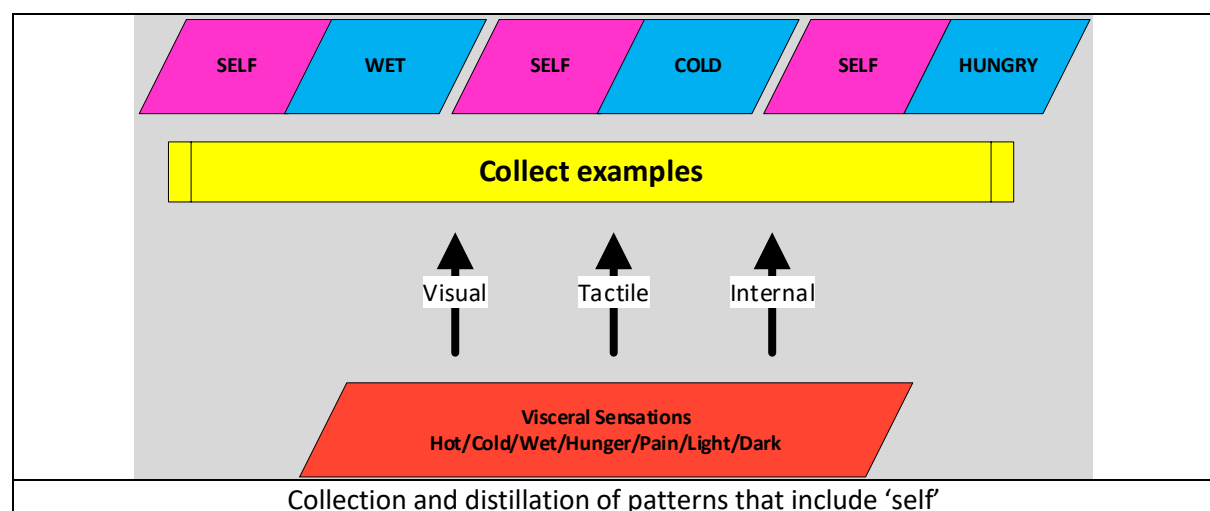 SELF WET SELF COLD SELF HUNGRY
Collect examples
Visual Tactile Internal
Visceral Sensations
Hot/Cold/Wet/Hunger/Pain/Light/Dark
Collection and distillation of patterns that include ‘self’